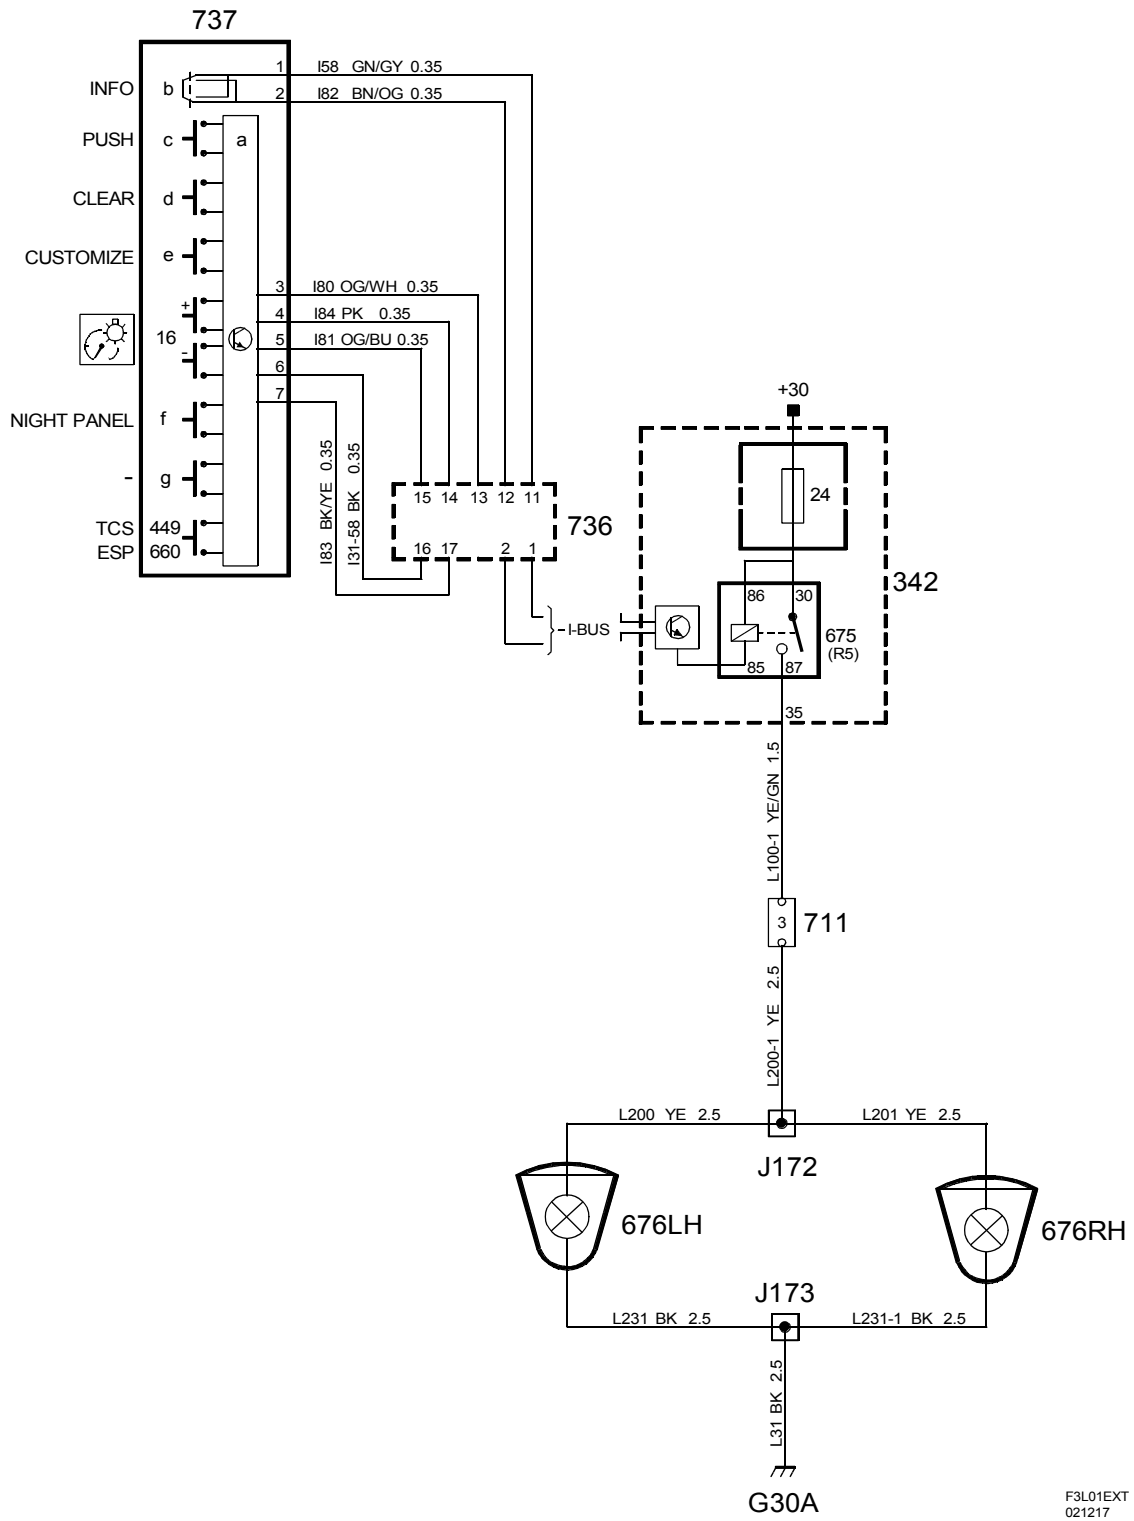 737
1 I58 GN/GY 0.35
INFO b
2 I82 BN/OG 0.35
PUSH c a
CLEAR d
CUSTOMIZE e
3 I80 OG/WH 0.35
+ 4 I84 PK 0.35
16
- 5 I81 OG/BU 0.35
6
7
NIGHT PANEL f
- g
TCS 449
ESP 660
I83 BK/YE 0.35
I31-58 BK 0.35
15 14 13 12 11
736
16 17 2 1
I-BUS
+30
24
342
86 30
675
(R5)
85 87
35
L100-1 YE/GN 1.5
3 711
L200-1 YE 2.5
L200 YE 2.5 L201 YE 2.5
J172
676LH 676RH
J173
L231 BK 2.5 L231-1 BK 2.5
L31 BK 2.5
G30A
F3L01EXT
021217